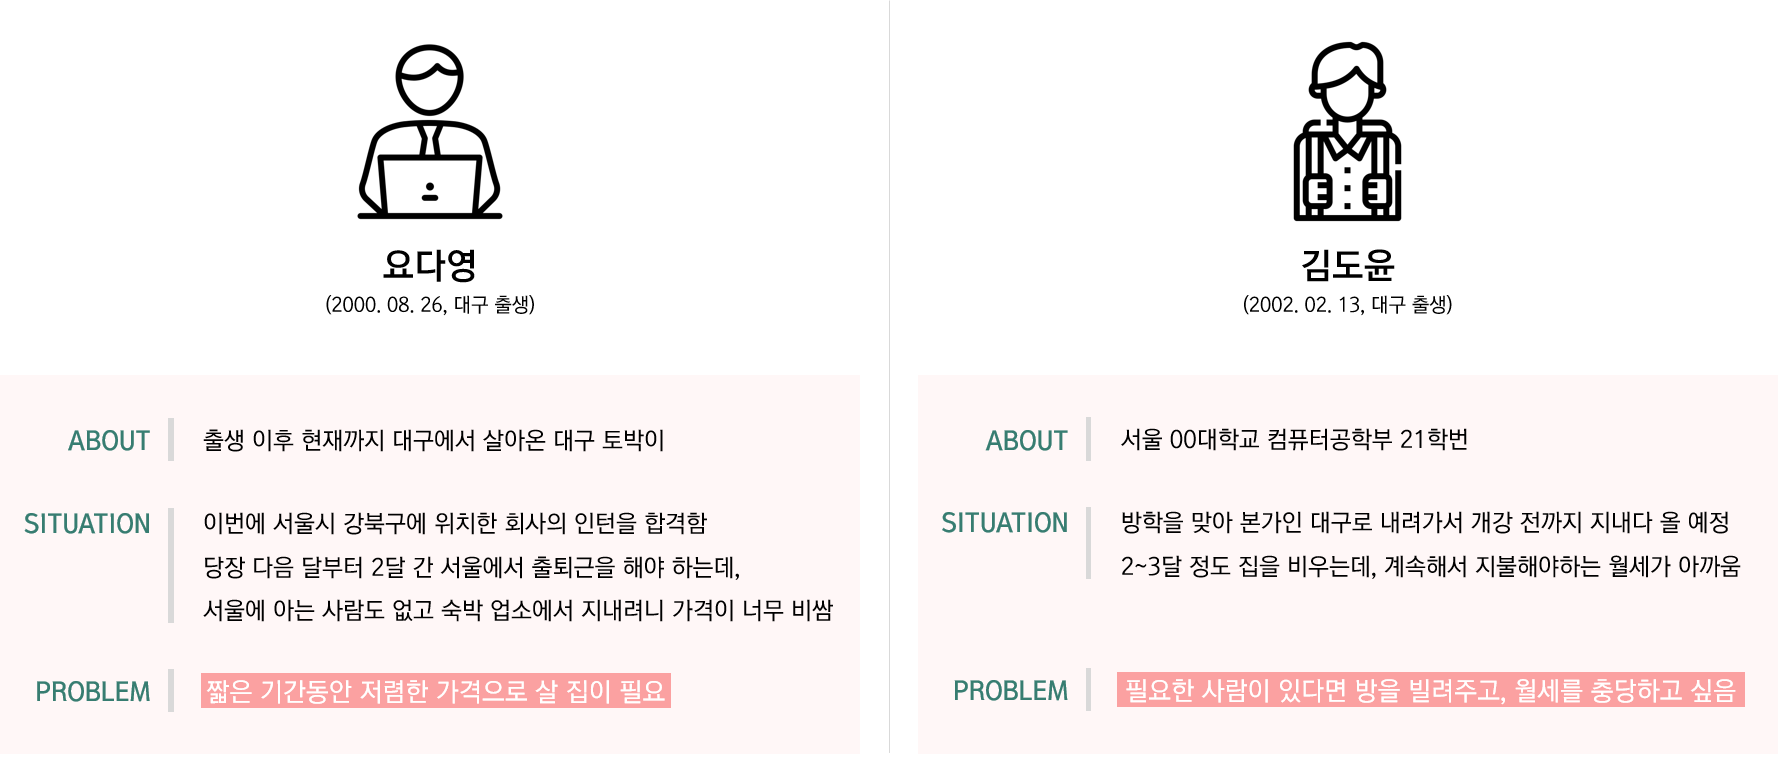 요다영
(2000. 08. 26, 대구 출생)
ABOUT
출생 이후 현재까지 대구에서 살아온 대구 토박이
SITUATION
이번에 서울시 강북구에 위치한 회사의 인턴을 합격함
당장 다음 달부터 2달 간 서울에서 출퇴근을 해야 하는데,
서울에 아는 사람도 없고 숙박 업소에서 지내려니 가격이 너무 비쌈
PROBLEM
짧은 기간동안 저렴한 가격으로 살 집이 필요
김도윤
(2002. 02. 13, 대구 출생)
ABOUT
서울 00대학교 컴퓨터공학부 21학번
SITUATION
방학을 맞아 본가인 대구로 내려가서 개강 전까지 지내다 올 예정
2~3달 정도 집을 비우는데, 계속해서 지불해야하는 월세가 아까움
PROBLEM
필요한 사람이 있다면 방을 빌려주고, 월세를 충당하고 싶음